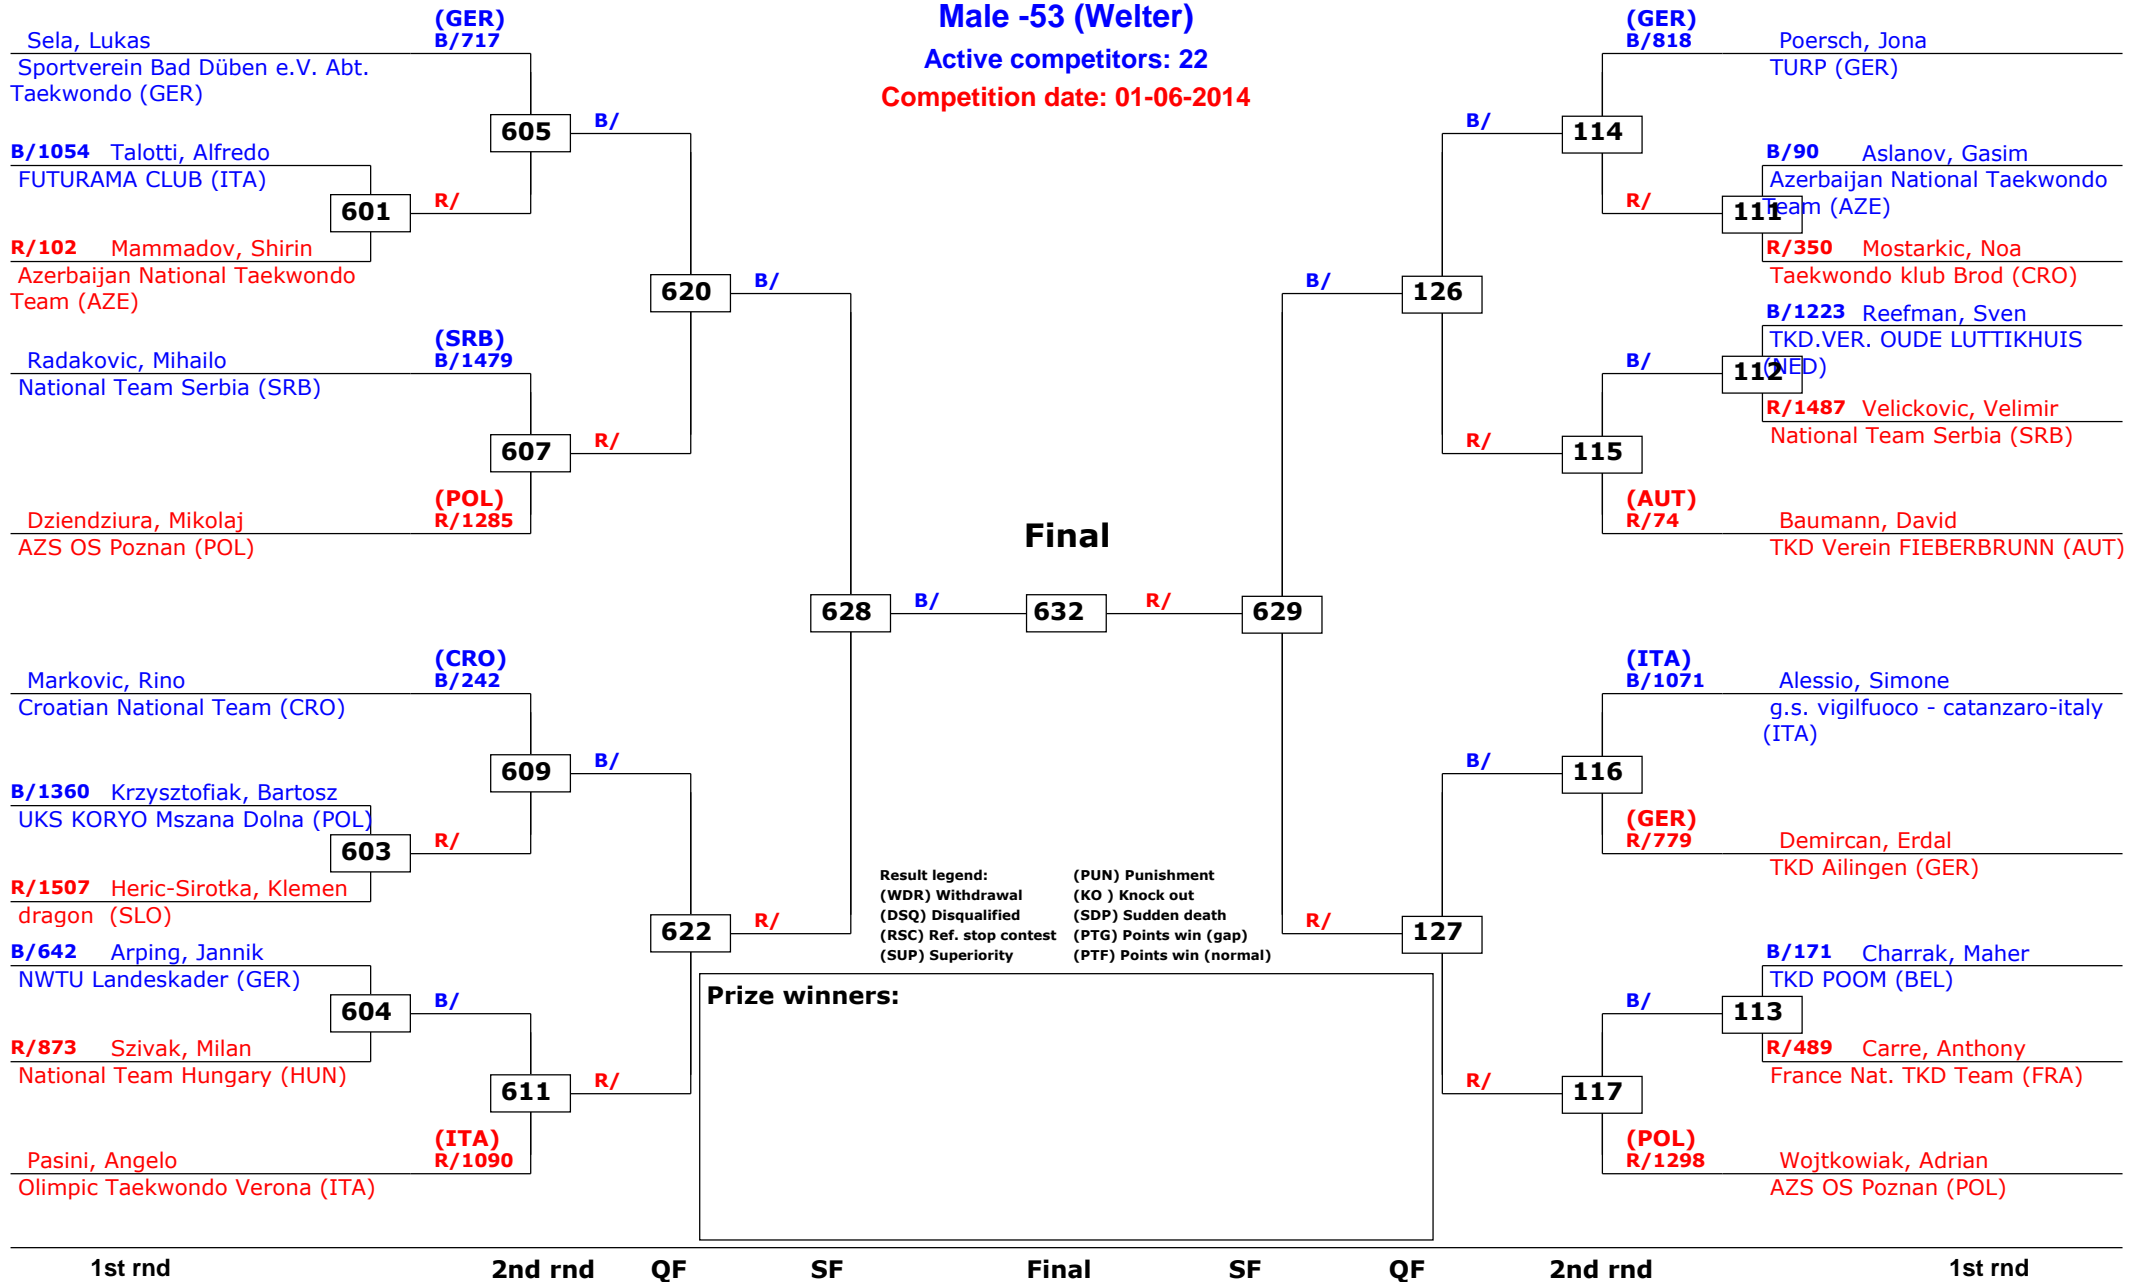 Male -53 (Welter)
Active competitors: 22
Competition date: 01-06-2014
(GER)
Sela, Lukas B/717
Sportverein Bad Düben e.V. Abt.
Taekwondo (GER)
605
B/
B/1054 Talotti, Alfredo
FUTURAMA CLUB (ITA)
601
R/
R/102 Mammadov, Shirin
Azerbaijan National Taekwondo
Team (AZE)
620
B/
(SRB)
Radakovic, Mihailo B/1479
National Team Serbia (SRB)
607
R/
(POL)
Dziendziura, Mikolaj R/1285
AZS OS Poznan (POL)
628
B/
(CRO)
Markovic, Rino B/242
Croatian National Team (CRO)
609
B/
B/1360 Krzysztofiak, Bartosz
UKS KORYO Mszana Dolna (POL)
603
R/
R/1507 Heric-Sirotka, Klemen
dragon (SLO)
622
R/
B/642 Arping, Jannik
NWTU Landeskader (GER)
604
B/
R/873 Szivak, Milan
National Team Hungary (HUN)
611
R/
(ITA)
Pasini, Angelo R/1090
Olimpic Taekwondo Verona (ITA)
Final
632
R/
629
(GER)
B/818 Poersch, Jona
TURP (GER)
B/
114
B/90 Aslanov, Gasim
Azerbaijan National Taekwondo
Team (AZE)
R/
111
R/350 Mostarkic, Noa
Taekwondo klub Brod (CRO)
B/
126
B/1223 Reefman, Sven
TKD.VER. OUDE LUTTIKHUIS
(NED)
B/
112
R/1487 Velickovic, Velimir
National Team Serbia (SRB)
R/
115
(AUT)
R/74 Baumann, David
TKD Verein FIEBERBRUNN (AUT)
(ITA)
B/1071 Alessio, Simone
g.s. vigilfuoco - catanzaro-italy
(ITA)
B/
116
(GER)
R/779 Demircan, Erdal
TKD Ailingen (GER)
R/
127
B/171 Charrak, Maher
TKD POOM (BEL)
B/
113
R/489 Carre, Anthony
France Nat. TKD Team (FRA)
R/
117
(POL)
R/1298 Wojtkowiak, Adrian
AZS OS Poznan (POL)
Result legend: (PUN) Punishment
(WDR) Withdrawal (KO ) Knock out
(DSQ) Disqualified (SDP) Sudden death
(RSC) Ref. stop contest (PTG) Points win (gap)
(SUP) Superiority (PTF) Points win (normal)
Prize winners:
1st rnd 2nd rnd QF SF Final SF QF 2nd rnd 1st rnd